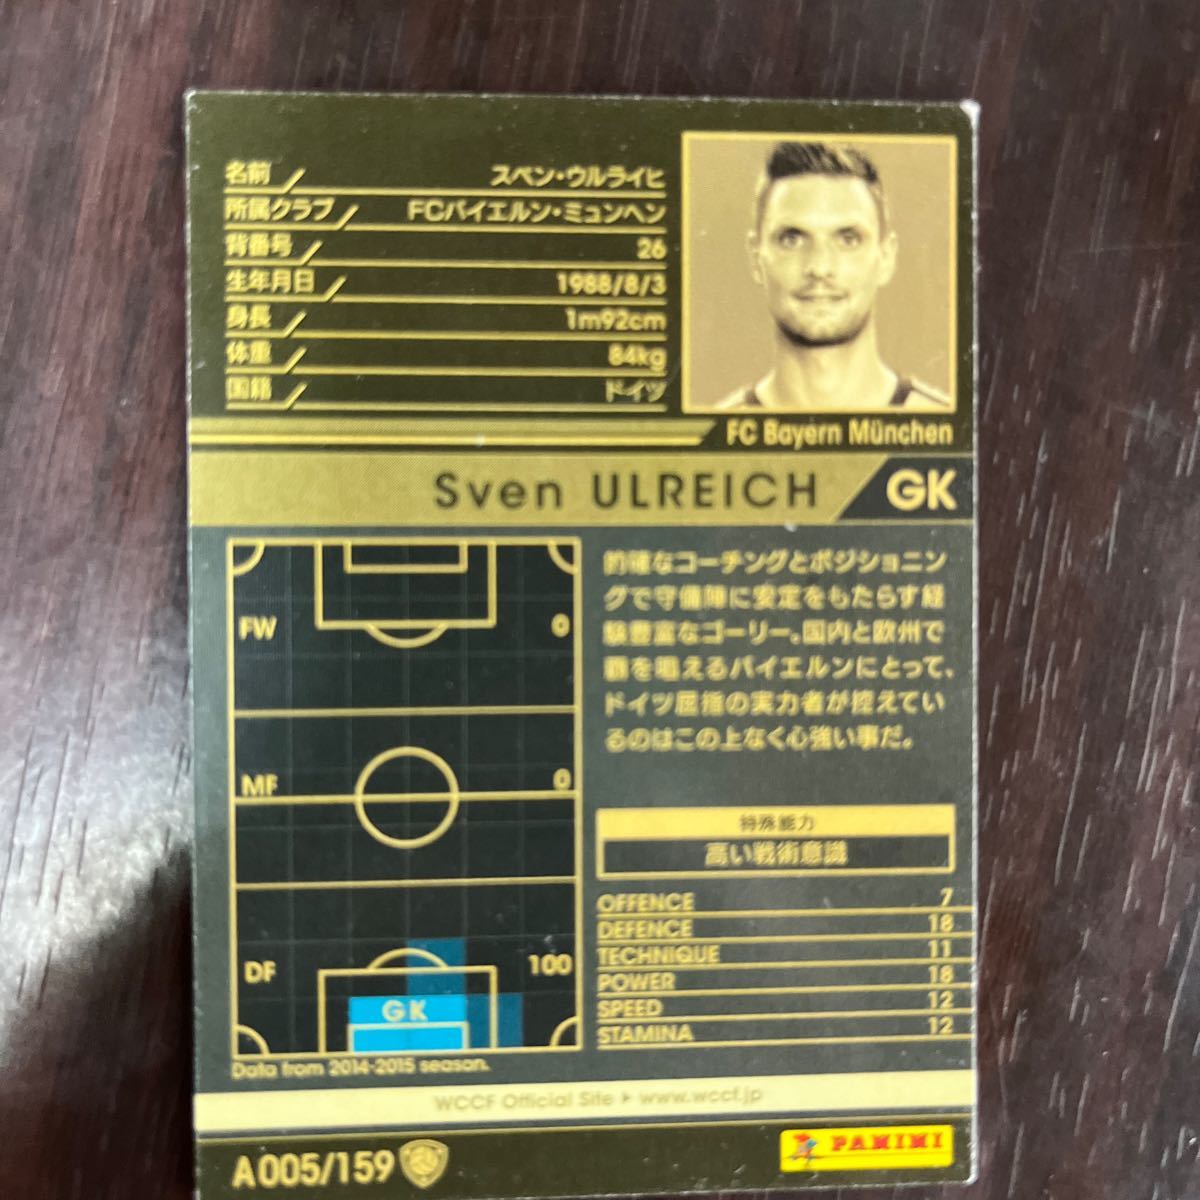 名前 スベン・ウルライヒ
所属クラブ FCバイエルン・ミュンヘン
背番号 26
生年月日 1988/8/3
身長 1m92cm
体重 84kg
国籍 ドイツ
FC Bayern München
Sven ULREICH GK
的確なコーチングとポジショニン
グで守備陣に安定をもたらす経
験豊富なゴーリー。国内と欧州で
覇を唱えるバイエルンにとって、
ドイツ屈指の実力者が控えてい
るのはこの上なく心強い事だ。
FW 0
MF 0
DF 100
GK
Data from 2014-2015 season.
特殊能力
高い戦術意識
OFFENCE 7
DEFENCE 18
TECHNIQUE 11
POWER 18
SPEED 12
STAMINA 12
WCCF Official Site ▶ www.wccf.jp
A005/159
PANINI